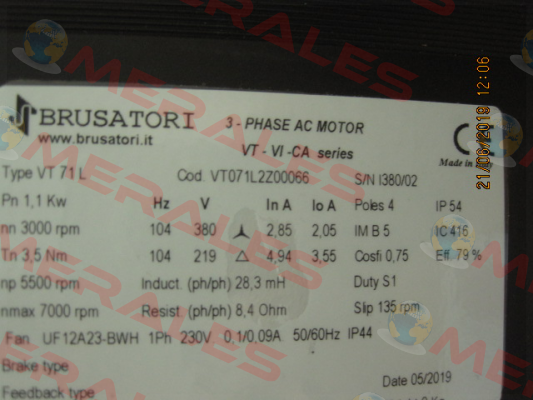 BRUSATORI 3 - PHASE AC MOTOR
www.brusatori.it VT - VI -CA series
Made in
Type VT 71 L Cod. VT071L2Z00066 S/N I380/02
Pn 1,1 Kw Hz V In A Io A Poles 4 IP 54
nn 3000 rpm 104 380 2,85 2,05 IM B 5 IC 416
Tn 3,5 Nm 104 219 4,94 3,55 Cosfi 0,75 Eff. 79 %
np 5500 rpm Induct. (ph/ph) 28,3 mH Duty S1
nmax 7000 rpm Resist (ph/ph) 8,4 Ohm Slip 135 rpm
Fan UF12A23-BWH 1Ph 230V 0,1/0,09A 50/60Hz IP44
Brake type Date 05/2019
Feedback type
21/06/2019 12:06
MERALES
MERALES
MERALES